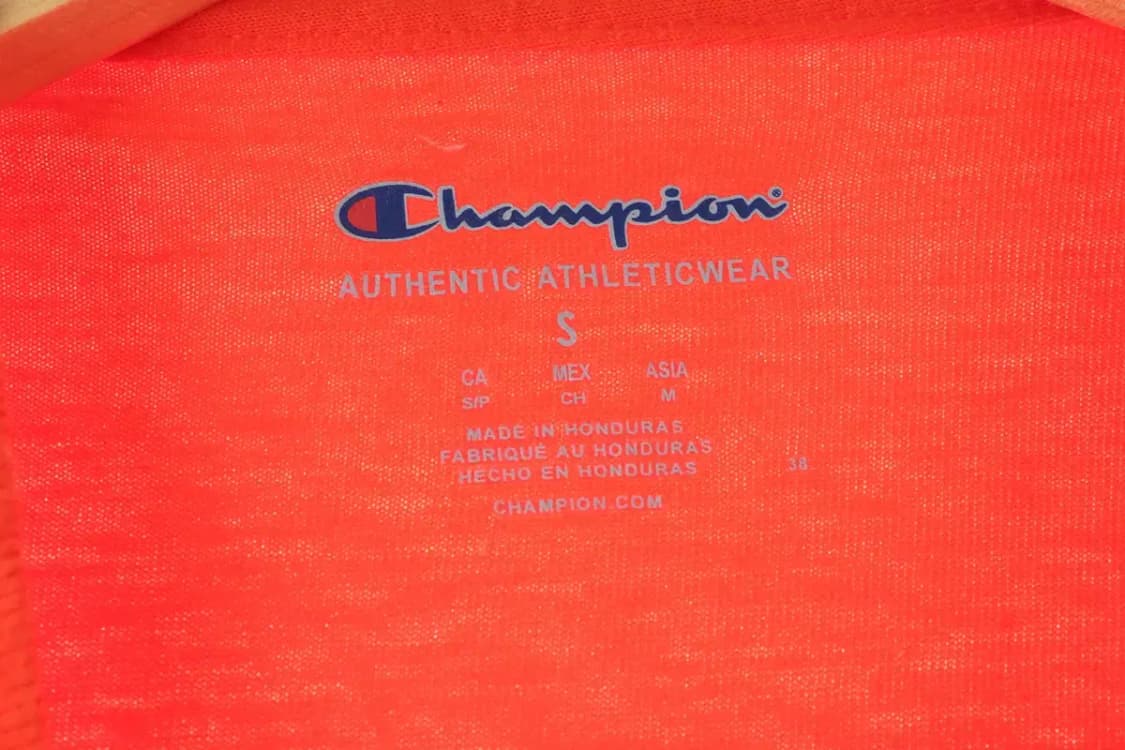 Champion®
AUTHENTIC ATHLETICWEAR
S
CA MEX ASIA
S/P CH M
MADE IN HONDURAS
FABRIQUÉ AU HONDURAS
HECHO EN HONDURAS
38
CHAMPION.COM